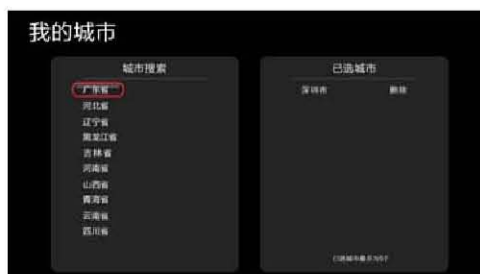 我的城市
城市搜索
已选城市
广东省
深圳市 删除
河北省
辽宁省
黑龙江省
吉林省
河南省
山西省
青海省
云南省
四川省